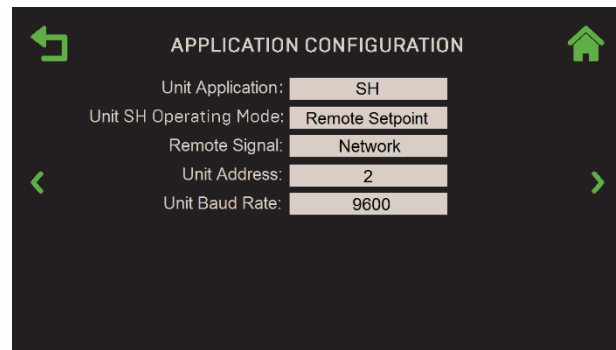 APPLICATION CONFIGURATION
Unit Application: SH
Unit SH Operating Mode: Remote Setpoint
Remote Signal: Network
Unit Address: 2
Unit Baud Rate: 9600